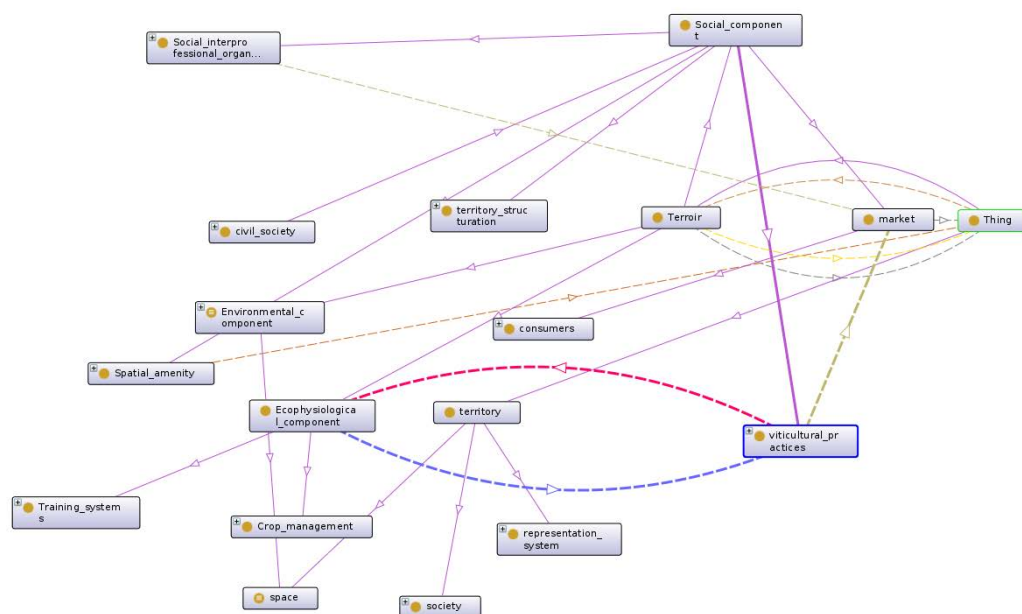 Social_componen
t
Social_interpro
fessional_organ...
territory_struc
turation
Terroir
market
Thing
civil_society
Environmental_c
omponent
consumers
Spatial_amenity
Ecophysiologica
l_component
territory
viticultural_pr
actices
Training_system
s
Crop_management
representation_
system
space
society